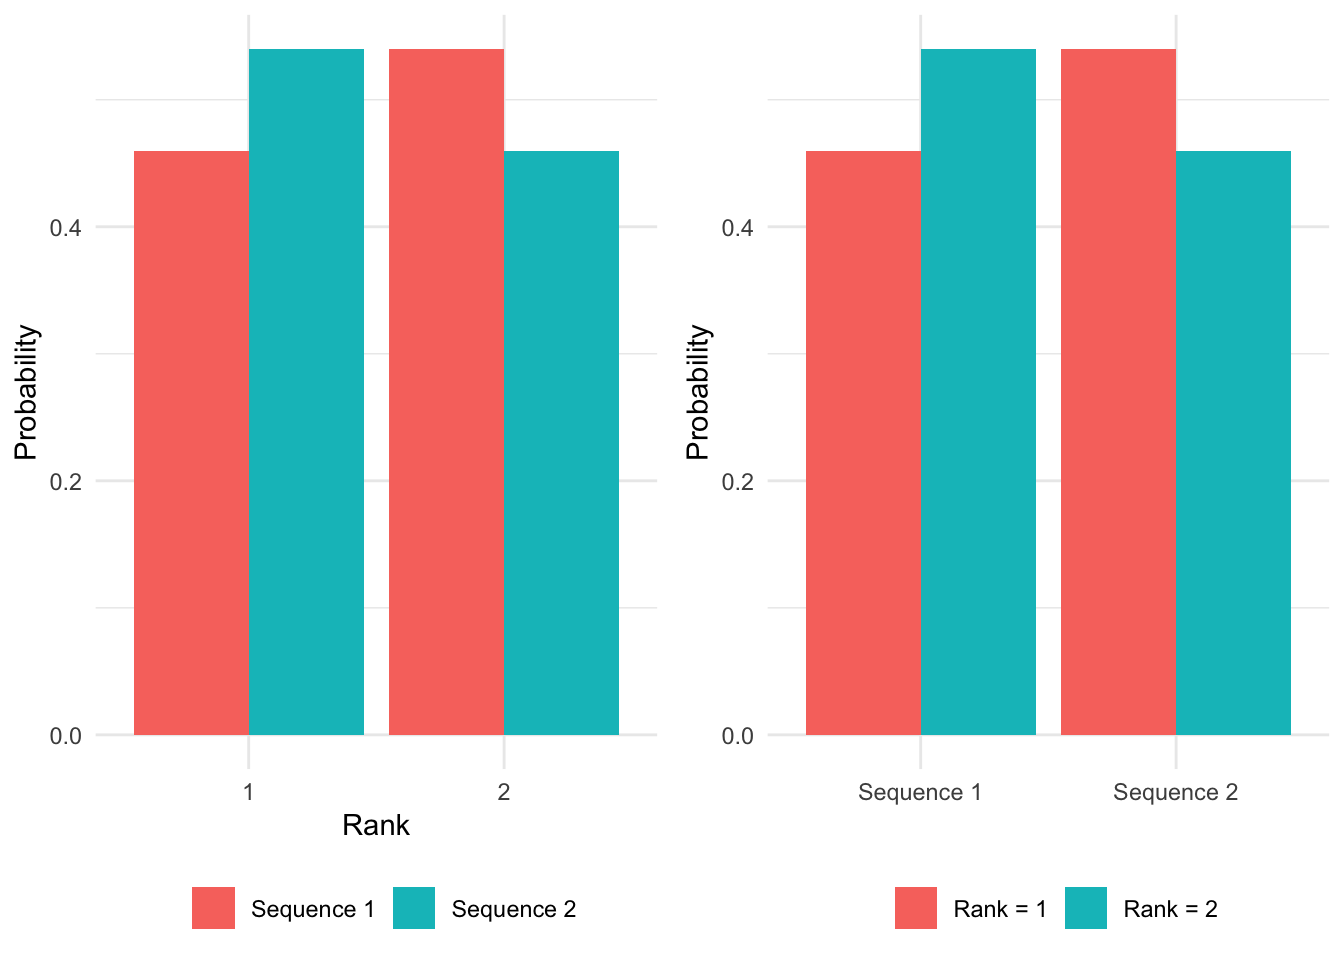 Probability
0.4
0.2
0.0
1 2
Rank
Sequence 1 Sequence 2
Probability
0.4
0.2
0.0
Sequence 1 Sequence 2
Rank = 1 Rank = 2